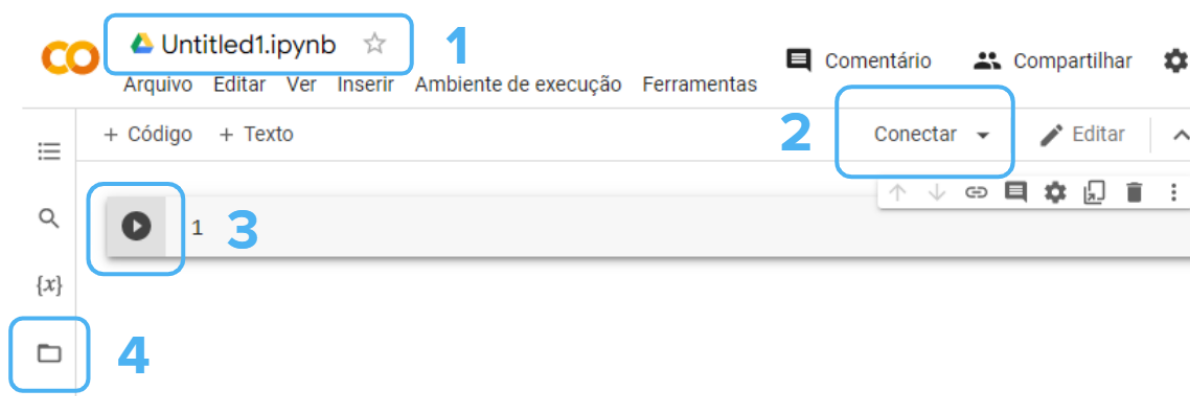 CO Untitled1.ipynb 1
Comentário Compartilhar
Arquivo Editar Ver Inserir Ambiente de execução Ferramentas
+ Código + Texto 2 Conectar Editar
1 3
{x}
4